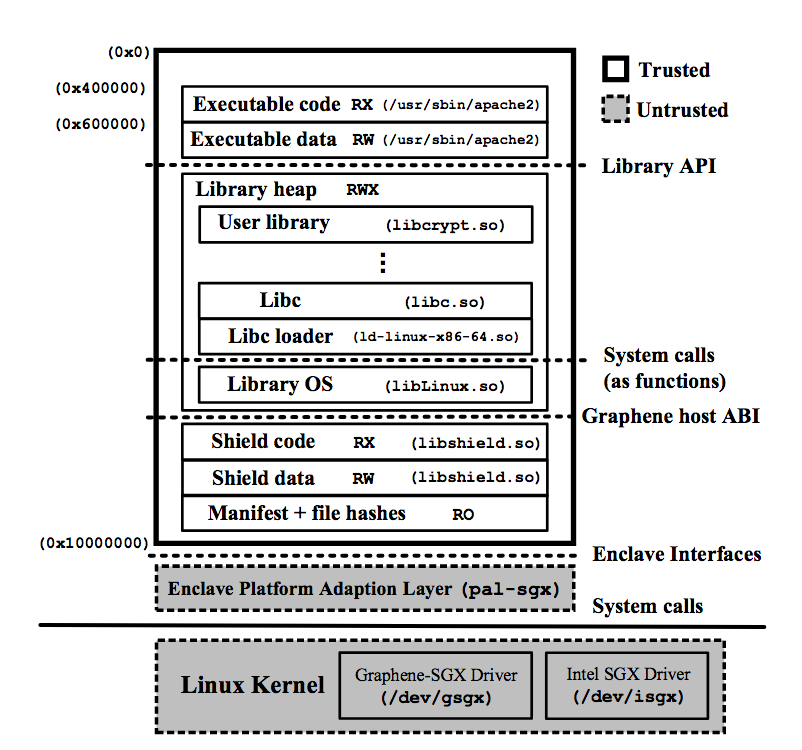 (0x0)
Trusted
(0x400000)
Executable code RX (/usr/sbin/apache2)
Untrusted
(0x600000)
Executable data RW (/usr/sbin/apache2)
Library API
Library heap RWX
User library (libcrypt.so)
⋮
Libc (libc.so)
Libc loader (ld-linux-x86-64.so)
System calls
(as functions)
Library OS (libLinux.so)
Graphene host ABI
Shield code RX (libshield.so)
Shield data RW (libshield.so)
Manifest + file hashes RO
(0x10000000)
Enclave Interfaces
Enclave Platform Adaption Layer (pal-sgx)
System calls
Linux Kernel
Graphene-SGX Driver
(/dev/gsgx)
Intel SGX Driver
(/dev/isgx)